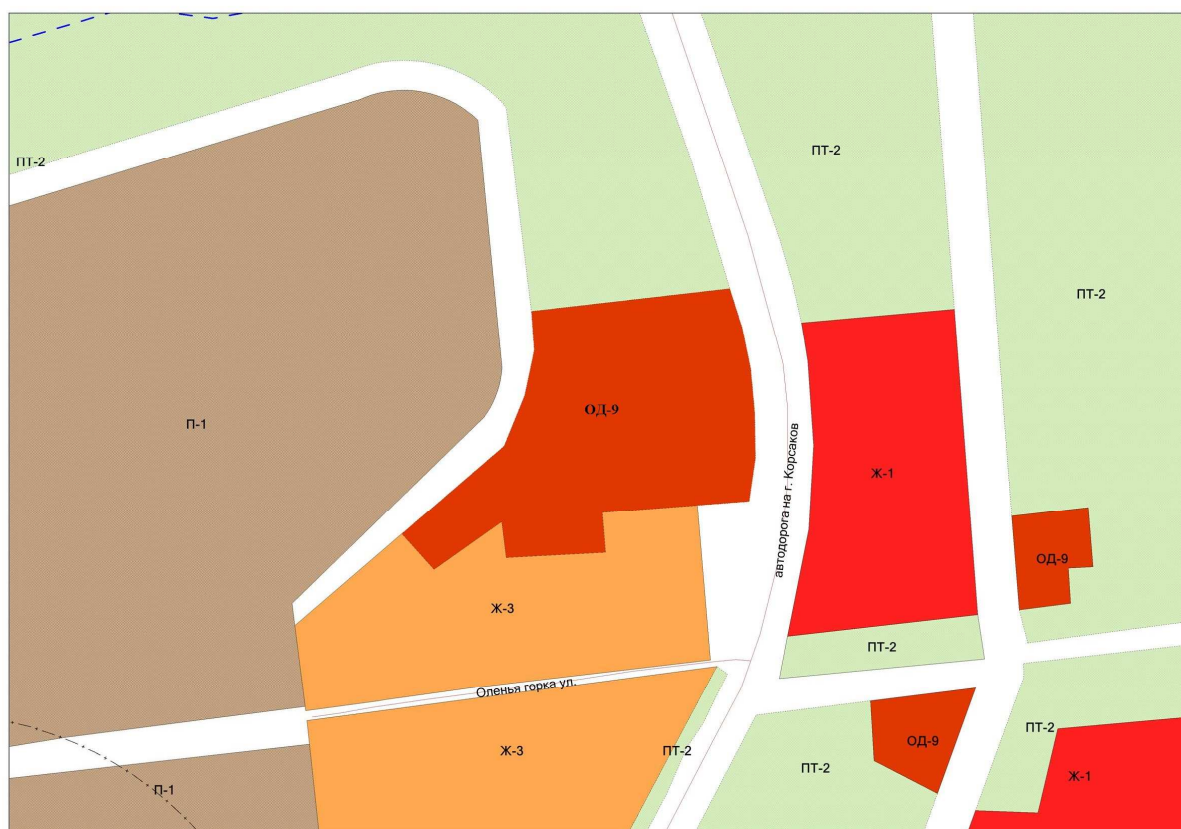 ПТ-2
ПТ-2
ПТ-2
ОД-9
П-1
автодорога на г. Корсаков
Ж-1
ОД-9
Ж-3
ПТ-2
Оленья горка ул.
ПТ-2
ОД-9
Ж-3
ПТ-2
ПТ-2
Ж-1
П-1